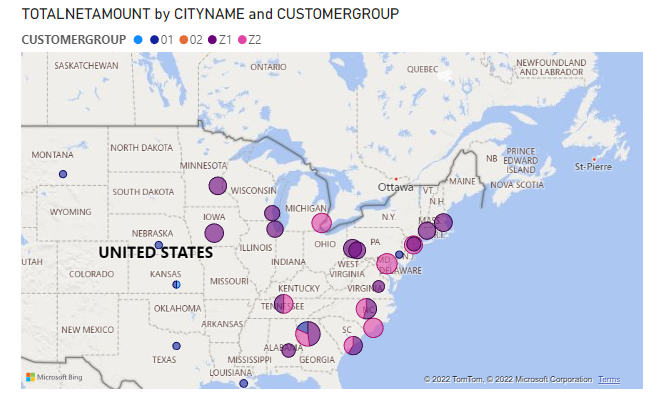 TOTALNETAMOUNT by CITYNAME and CUSTOMERGROUP
CUSTOMERGROUP 01 02 Z1 Z2
SASKATCHEWAN
ONTARIO
QUEBEC
NEWFOUNDLAND
AND LABRADOR
NORTH DAKOTA
MONTANA
MINNESOTA
NB
PRINCE
EDWARD
ISLAND
St-Pierre
Ottawa
MAINE
NOVA SCOTIA
SOUTH DAKOTA
WISCONSIN
VT.
N.H.
WYOMING
MICHIGAN
N.Y.
IOWA
NEBRASKA
OHIO
PA
UNITED STATES
ILLINOIS
N.J.
UTAH
INDIANA
WEST
VIRGINIA
MD
DELAWARE
COLORADO
KANSAS
MISSOURI
KENTUCKY
VIRGINIA
TENNESSEE
NC
OKLAHOMA
ARKANSAS
NEW MEXICO
SC
ALABAMA
TEXAS
MISSISSIPPI
GEORGIA
LOUISIANA
Microsoft Bing
© 2022 TomTom, © 2022 Microsoft Corporation Terms